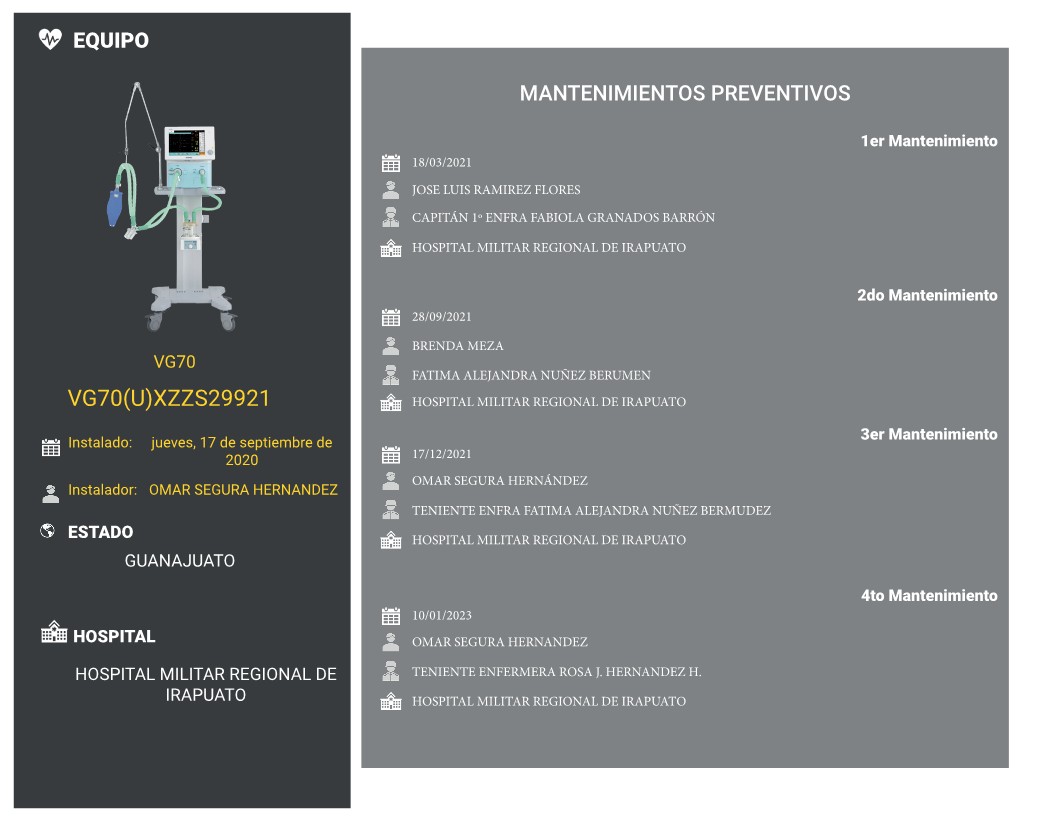 EQUIPO
VG70
VG70(U)XZZS29921
Instalado: jueves, 17 de septiembre de
2020
Instalador: OMAR SEGURA HERNANDEZ
ESTADO
GUANAJUATO
HOSPITAL
HOSPITAL MILITAR REGIONAL DE
IRAPUATO
MANTENIMIENTOS PREVENTIVOS
1er Mantenimiento
18/03/2021
JOSE LUIS RAMIREZ FLORES
CAPITÁN 1º ENFRA FABIOLA GRANADOS BARRÓN
HOSPITAL MILITAR REGIONAL DE IRAPUATO
2do Mantenimiento
28/09/2021
BRENDA MEZA
FATIMA ALEJANDRA NUÑEZ BERUMEN
HOSPITAL MILITAR REGIONAL DE IRAPUATO
3er Mantenimiento
17/12/2021
OMAR SEGURA HERNÁNDEZ
TENIENTE ENFRA FATIMA ALEJANDRA NUÑEZ BERMUDEZ
HOSPITAL MILITAR REGIONAL DE IRAPUATO
4to Mantenimiento
10/01/2023
OMAR SEGURA HERNANDEZ
TENIENTE ENFERMERA ROSA J. HERNANDEZ H.
HOSPITAL MILITAR REGIONAL DE IRAPUATO